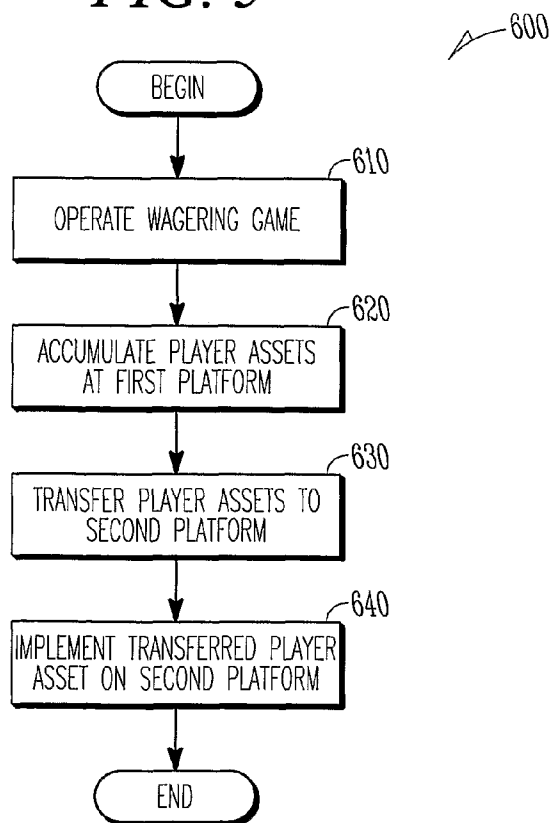 FIG.
600
BEGIN
610
OPERATE WAGERING GAME
620
ACCUMULATE PLAYER ASSETS
AT FIRST PLATFORM
630
TRANSFER PLAYER ASSETS TO
SECOND PLATFORM
640
IMPLEMENT TRANSFERRED PLAYER
ASSET ON SECOND PLATFORM
END